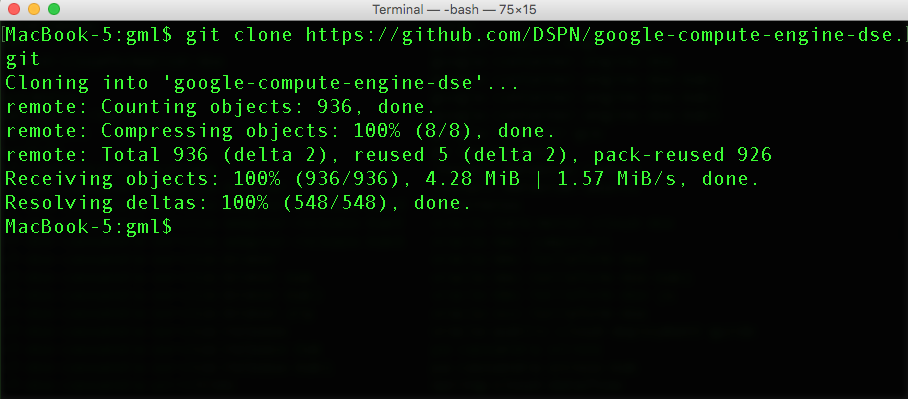 Terminal — -bash — 75×15
[MacBook-5:gml$ git clone https://github.com/DSPN/google-compute-engine-dse.]
git
Cloning into 'google-compute-engine-dse'...
remote: Counting objects: 936, done.
remote: Compressing objects: 100% (8/8), done.
remote: Total 936 (delta 2), reused 5 (delta 2), pack-reused 926
Receiving objects: 100% (936/936), 4.28 MiB | 1.57 MiB/s, done.
Resolving deltas: 100% (548/548), done.
MacBook-5:gml$